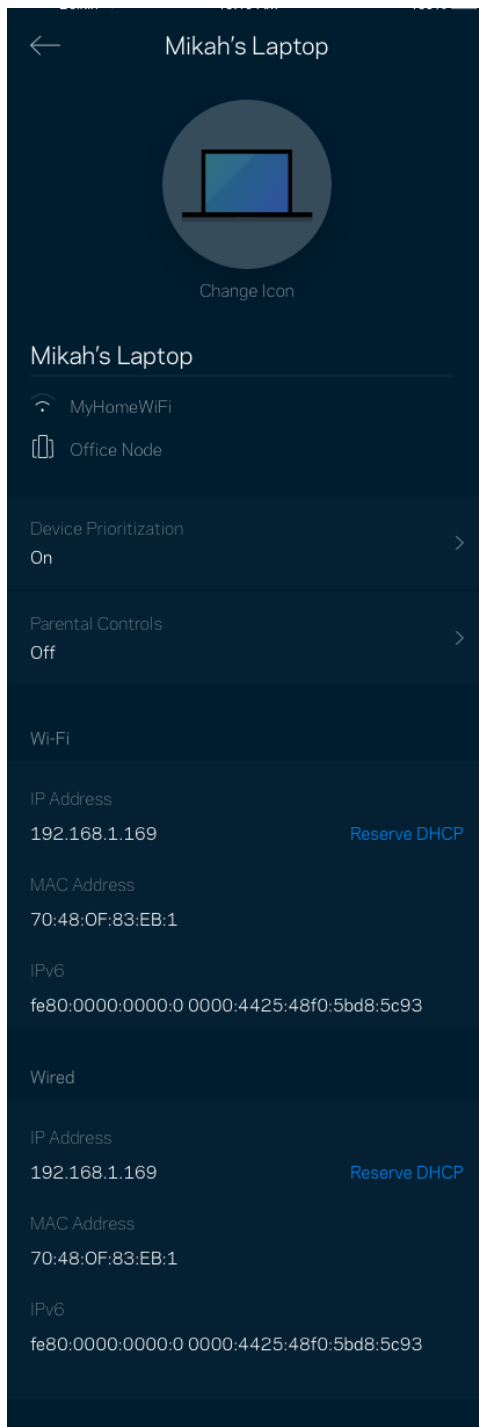 Mikah's Laptop
Change Icon
Mikah's Laptop
MyHomeWiFi
Office Node
Device Prioritization
On
Parental Controls
Off
Wi-Fi
IP Address
192.168.1.169 Reserve DHCP
MAC Address
70:48:0F:83:EB:1
IPv6
fe80:0000:0000:0 0000:4425:48f0:5bd8:5c93
Wired
IP Address
192.168.1.169 Reserve DHCP
MAC Address
70:48:0F:83:EB:1
IPv6
fe80:0000:0000:0 0000:4425:48f0:5bd8:5c93